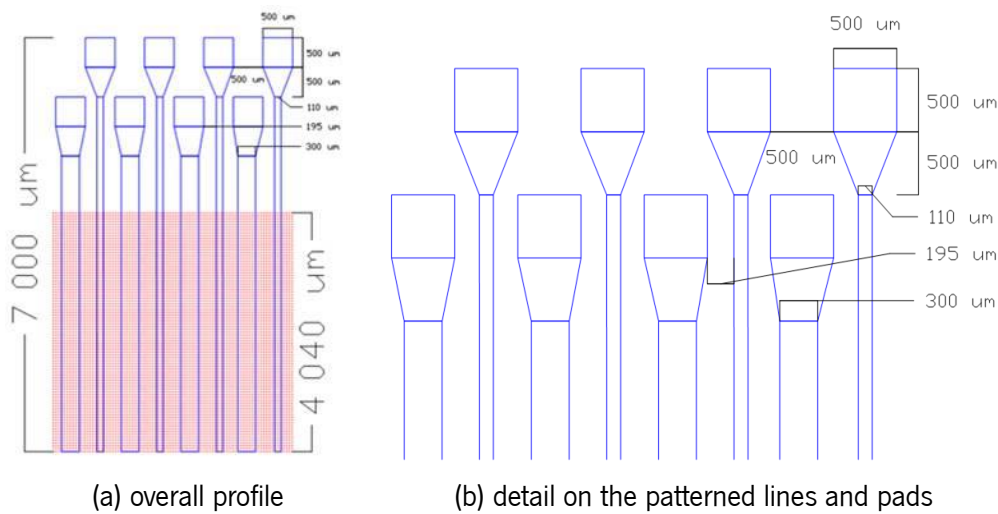 500 um
500 um
500 um
500 um
110 um
195 um
300 um
7 000 um
4 040 um
(a) overall profile
500 um
500 um
500 um
500 um
110 um
195 um
300 um
(b) detail on the patterned lines and pads